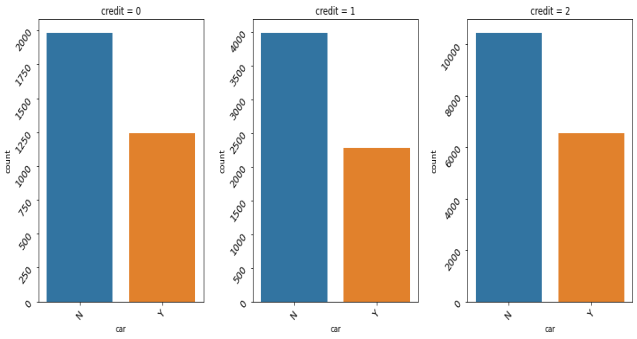 credit = 0
2000
1750
1500
1250
1000
750
500
250
0
count
N
Y
car
credit = 1
4000
3500
3000
2500
2000
1500
1000
500
0
count
N
Y
car
credit = 2
10000
8000
6000
4000
2000
0
count
N
Y
car